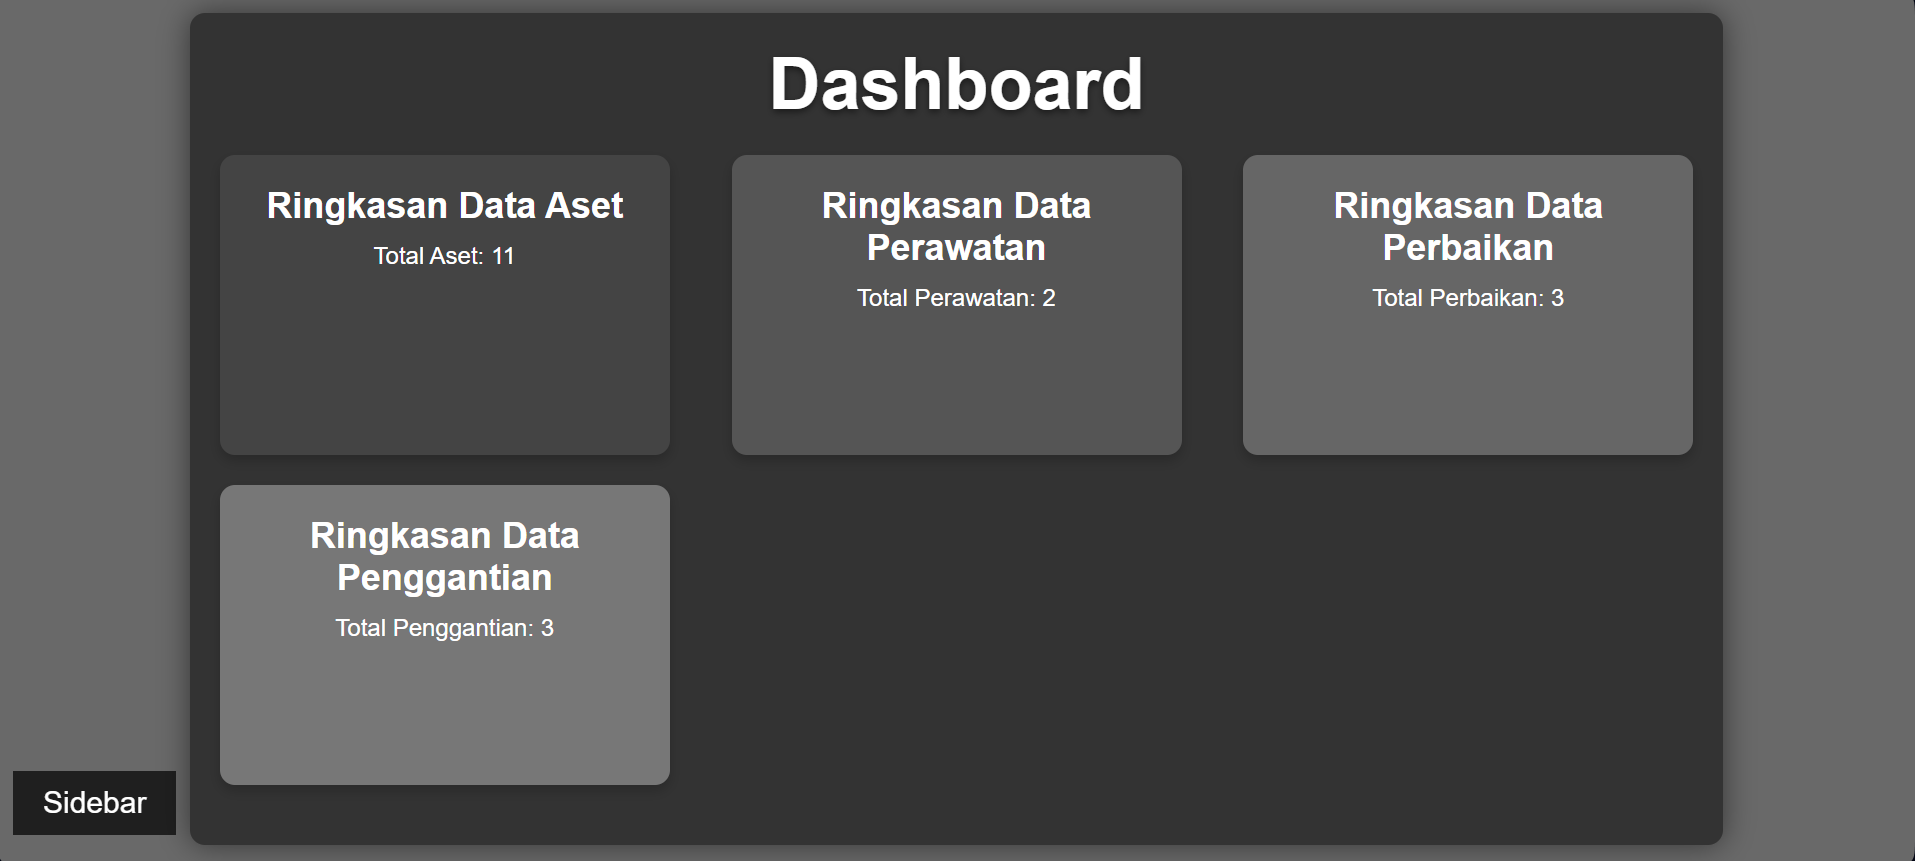 Dashboard
Ringkasan Data Aset
Total Aset: 11
Ringkasan Data
Perawatan
Total Perawatan: 2
Ringkasan Data
Perbaikan
Total Perbaikan: 3
Ringkasan Data
Penggantian
Total Penggantian: 3
Sidebar